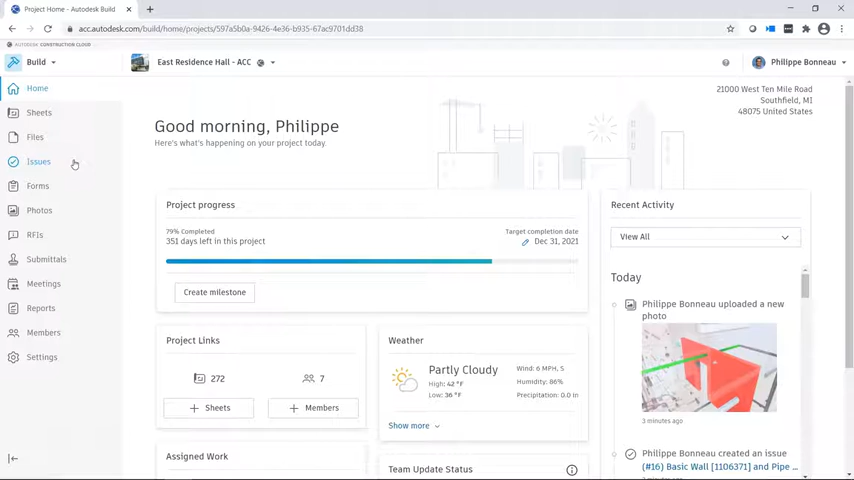 Project Home - Autodesk Build
acc.autodesk.com/build/home/projects/597a5b0a-9426-4e36-b935-67ac9701dd38
AUTODESK CONSTRUCTION CLOUD
Build
East Residence Hall - ACC
Philippe Bonneau
Home
Sheets
Files
Issues
Forms
Photos
RFIs
Submittals
Meetings
Reports
Members
Settings
Good morning, Philippe
Here's what's happening on your project today.
21000 West Ten Mile Road
Southfield, MI
48075 United States
Project progress
79% Completed
351 days left in this project
Target completion date
Dec 31, 2021
Create milestone
Project Links
272
7
+ Sheets
+ Members
Assigned Work
Weather
Partly Cloudy
High: 42 °F
Low: 36 °F
Wind: 6 MPH, S
Humidity: 86%
Precipitation: 0.0 in
Show more
Team Update Status
Recent Activity
View All
Today
Philippe Bonneau uploaded a new
photo
3 minutes ago
Philippe Bonneau created an issue
(#16) Basic Wall [1106371] and Pipe ...